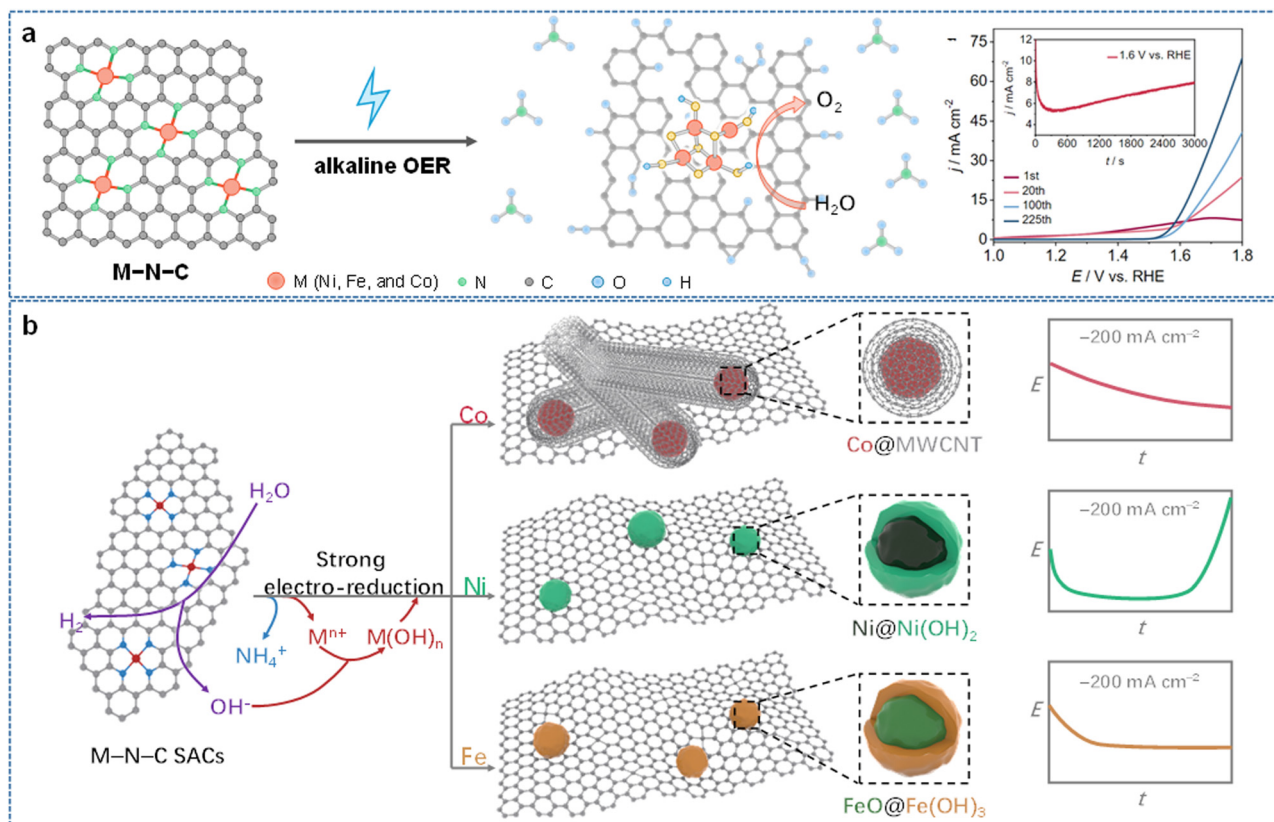 a
alkaline OER
M–N–C
O₂
H₂O
M (Ni, Fe, and Co)
N
C
O
H
j / mA cm⁻²
75
60
45
30
15
0
1.0
1.2
1.4
1.6
1.8
E / V vs. RHE
1st
20th
100th
225th
j / mA cm⁻²
12
10
8
6
4
0
600
1200
1800
2400
3000
t / s
1.6 V vs. RHE
b
H₂O
H₂
OH⁻
M–N–C SACs
Strong
electro-reduction
NH₄⁺
Mⁿ⁺
M(OH)ₙ
Co
Co@MWCNT
–200 mA cm⁻²
E
t
Ni
Ni@Ni(OH)₂
–200 mA cm⁻²
E
t
Fe
FeO@Fe(OH)₃
–200 mA cm⁻²
E
t